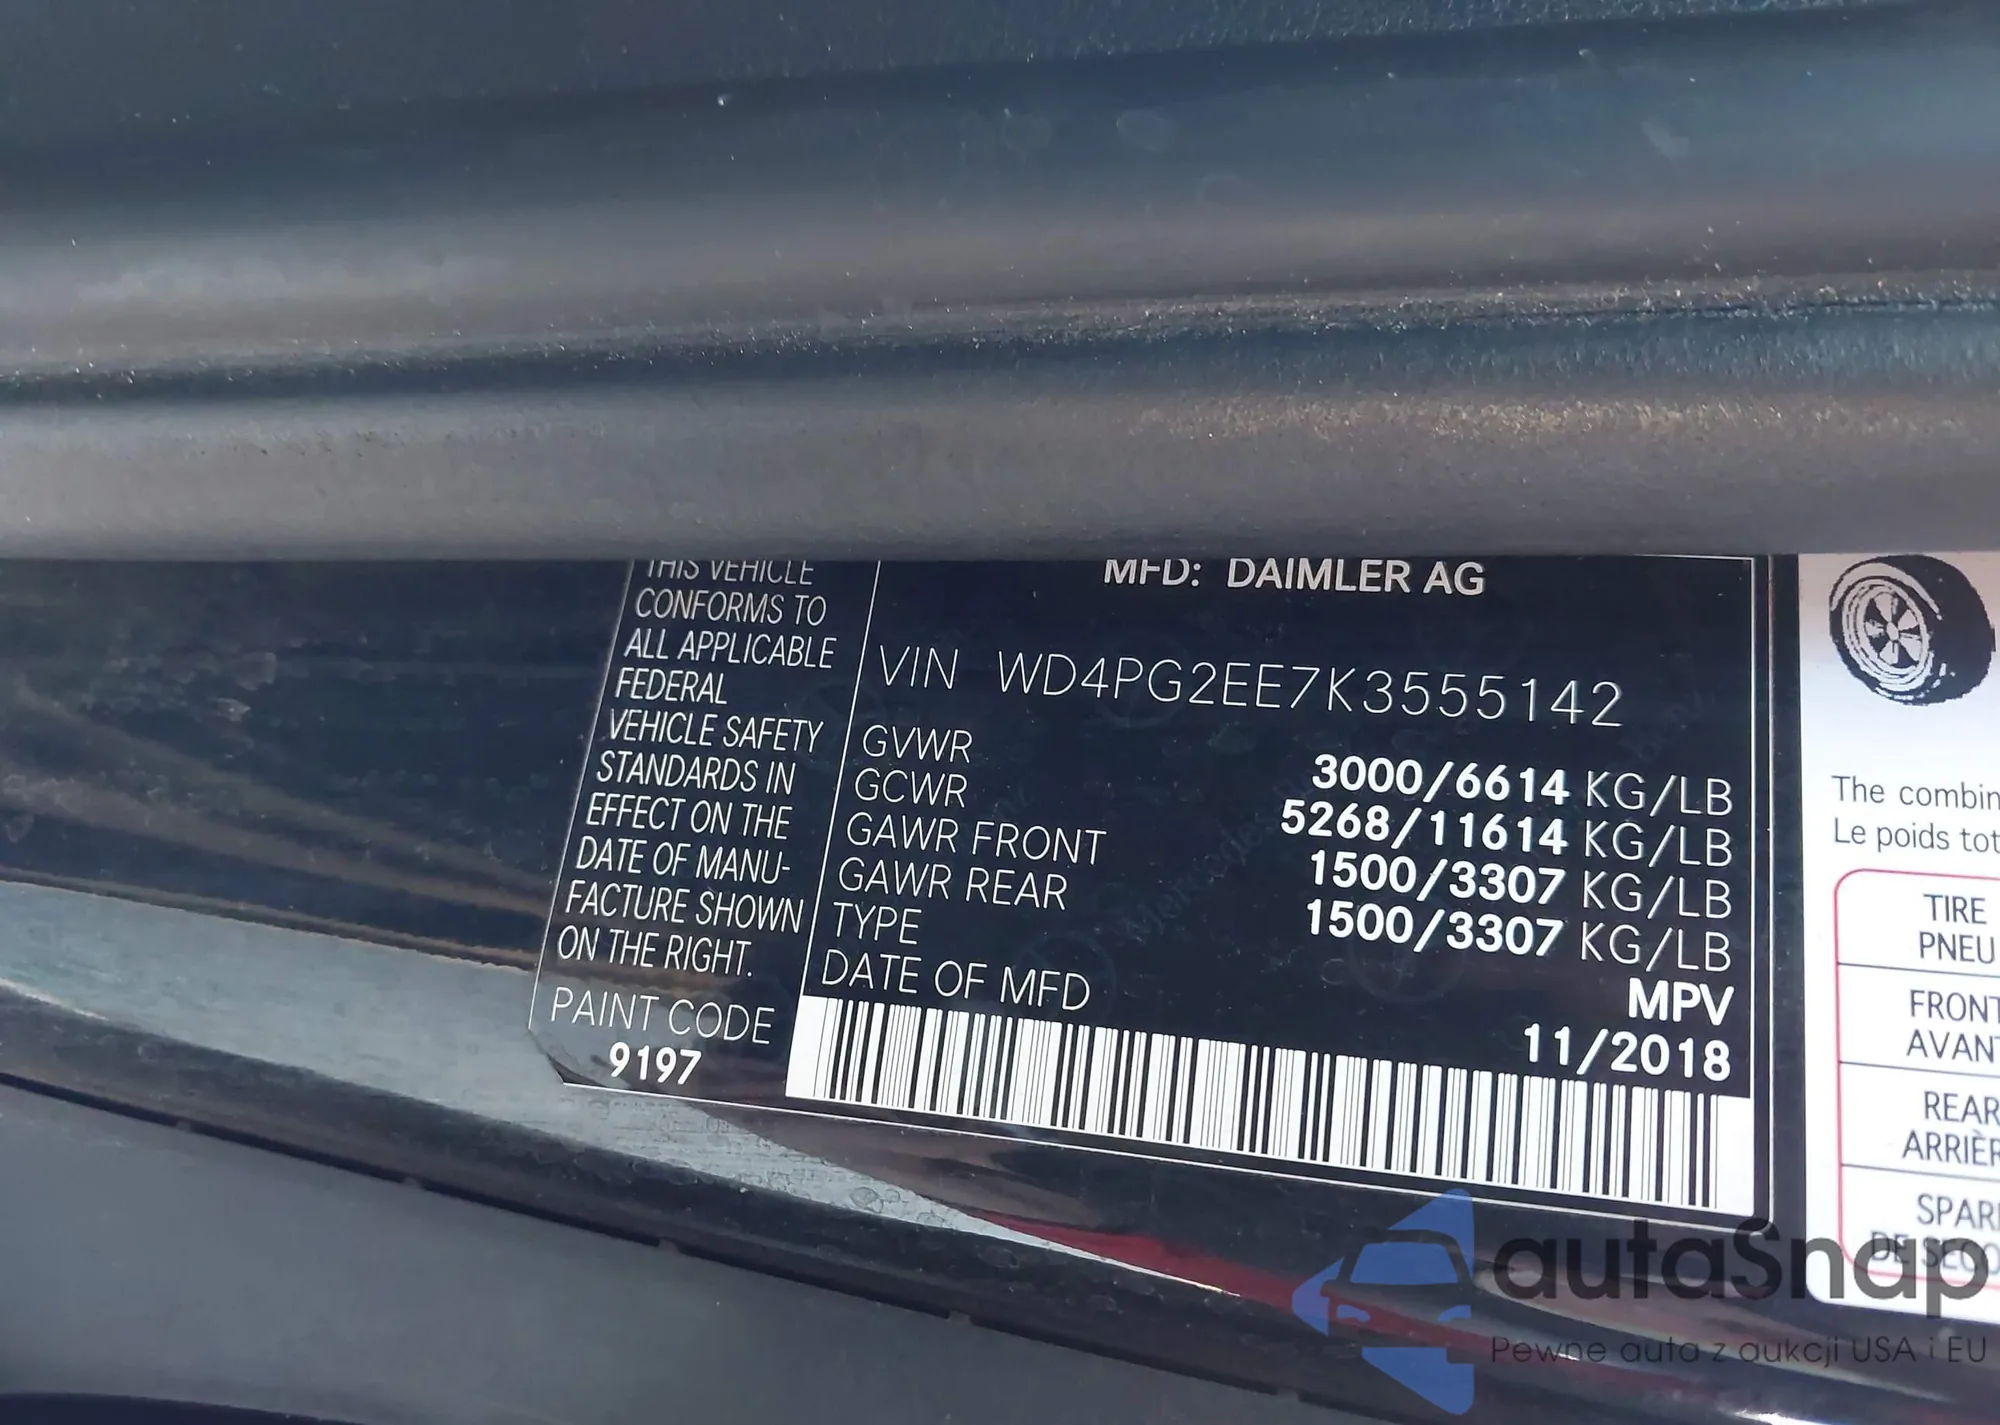 THIS VEHICLE
CONFORMS TO
ALL APPLICABLE
FEDERAL
VEHICLE SAFETY
STANDARDS IN
EFFECT ON THE
DATE OF MANU-
FACTURE SHOWN
ON THE RIGHT.
PAINT CODE
9197
MFD: DAIMLER AG
VIN WD4PG2EE7K3555142
GVWR 3000/6614 KG/LB
GCWR 5268/11614 KG/LB
GAWR FRONT 1500/3307 KG/LB
GAWR REAR 1500/3307 KG/LB
TYPE MPV
DATE OF MFD 11/2018
The combin
Le poids tot
TIRE
PNEU
FRONT
AVANT
REAR
ARRIÈR
SPAR
DE SECO
autaSnap
Pewne auta z aukcji USA i EU